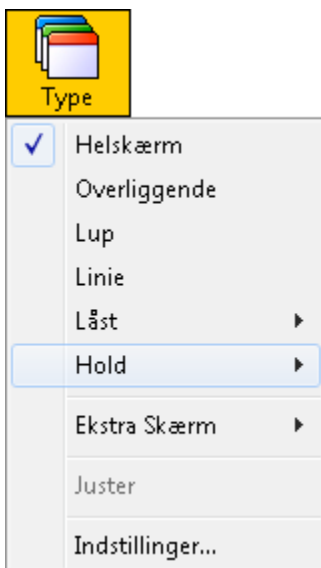 Type
Helskærm
Overliggende
Lup
Linie
Låst
Hold
Ekstra Skærm
Juster
Indstillinger...